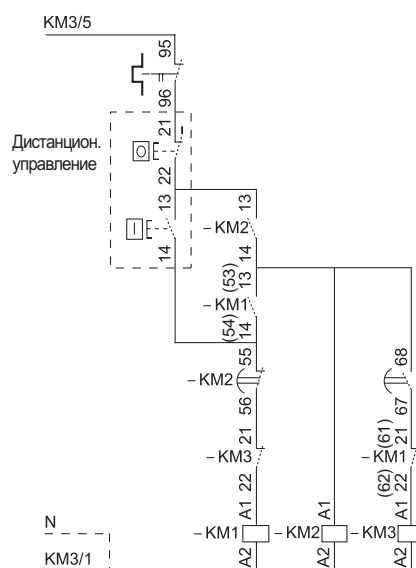 KM3/5
95
96
21
Дистанцион.
управление
O
22
13
I
14
13
– KM2
14
13
(53)
– KM1
14
(54)
55
– KM2
56
68
67
21
– KM3
22
21
(61)
– KM1
22
(62)
A1
– KM1
A2
A1
– KM2
A2
A1
– KM3
A2
N
KM3/1